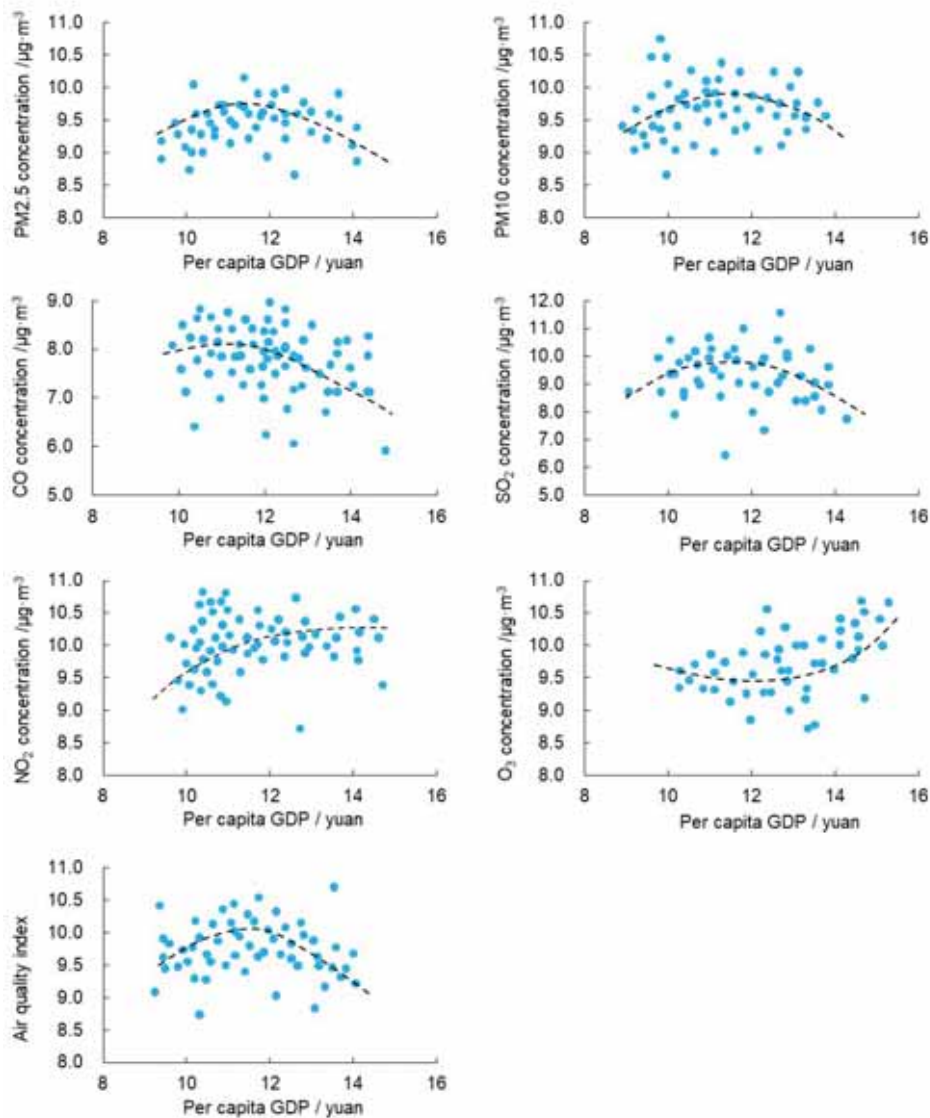 PM2.5 concentration /μg·m⁻³
11.0
10.5
10.0
9.5
9.0
8.5
8.0
8 10 12 14 16
Per capita GDP / yuan
PM10 concentration /μg·m⁻³
11.0
10.5
10.0
9.5
9.0
8.5
8.0
8 10 12 14 16
Per capita GDP / yuan
CO concentration /μg·m⁻³
9.0
8.0
7.0
6.0
5.0
8 10 12 14 16
Per capita GDP / yuan
SO₂ concentration /μg·m⁻³
12.0
11.0
10.0
9.0
8.0
7.0
6.0
5.0
8 10 12 14 16
Per capita GDP / yuan
NO₂ concentration /μg·m⁻³
11.0
10.5
10.0
9.5
9.0
8.5
8.0
8 10 12 14 16
Per capita GDP / yuan
O₃ concentration /μg·m⁻³
11.0
10.5
10.0
9.5
9.0
8.5
8.0
8 10 12 14 16
Per capita GDP / yuan
Air quality index
11.0
10.5
10.0
9.5
9.0
8.5
8.0
8 10 12 14 16
Per capita GDP / yuan